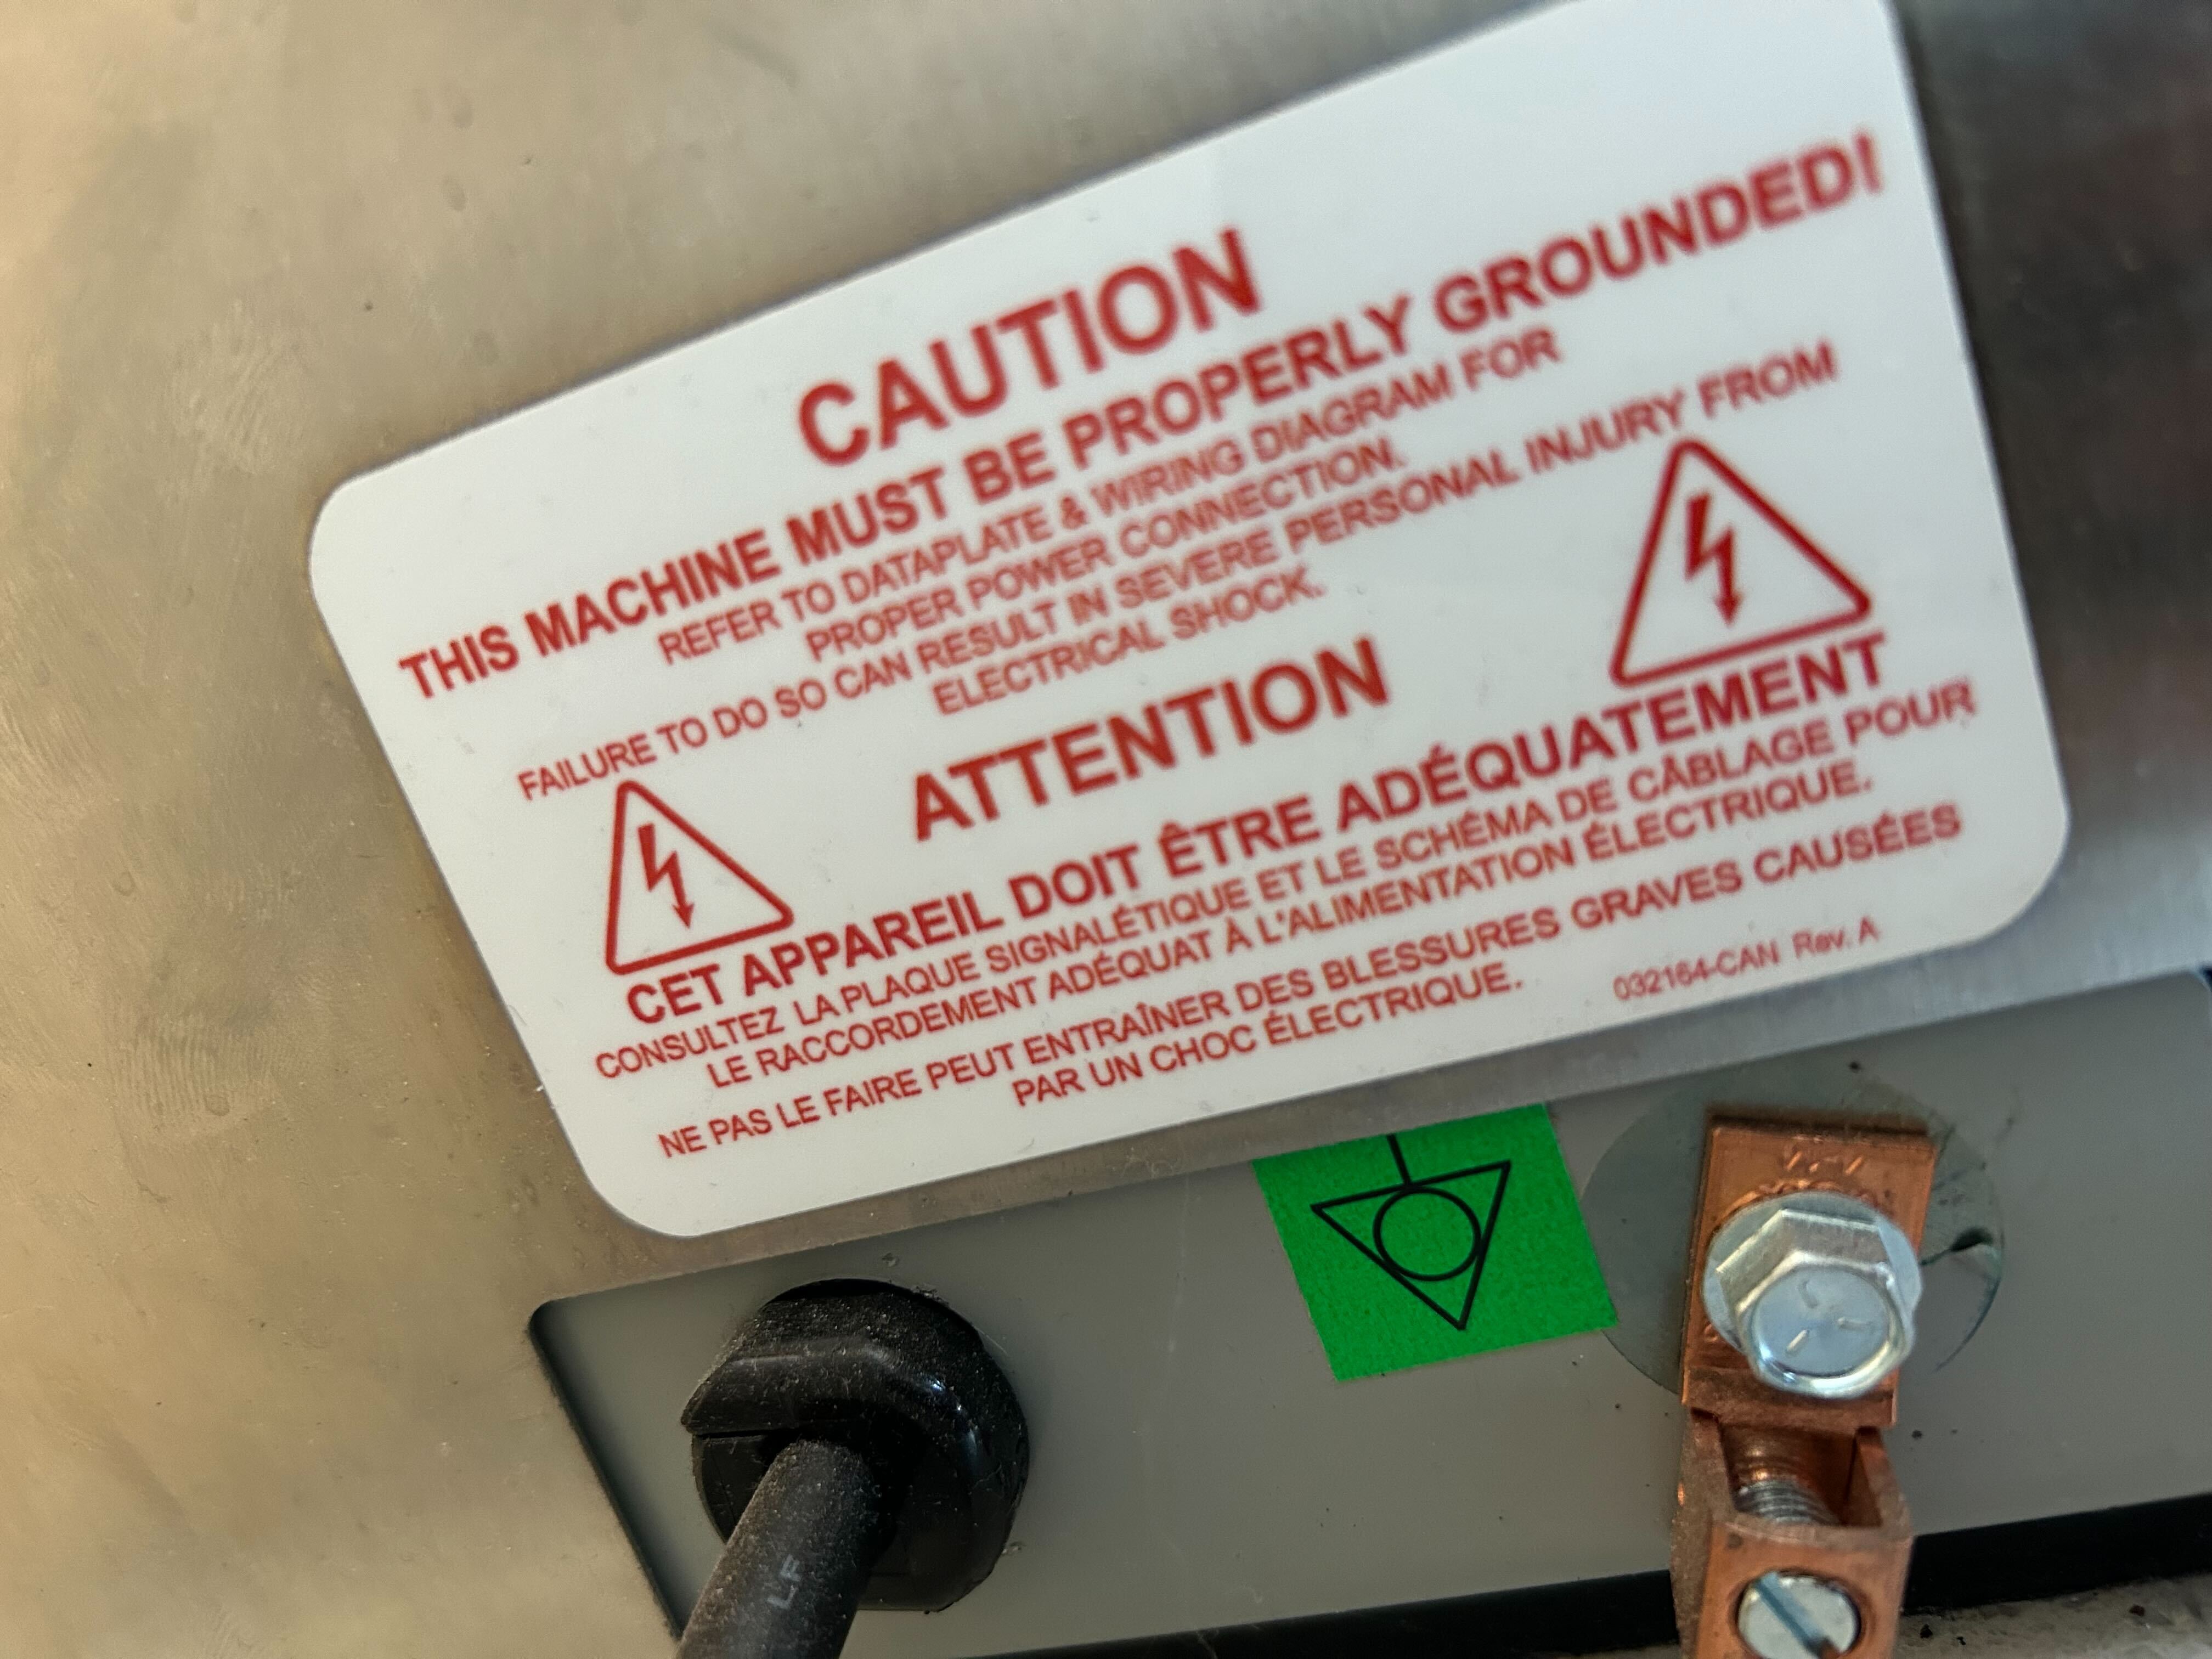 CAUTION
THIS MACHINE MUST BE PROPERLY GROUNDED!
REFER TO DATAPLATE & WIRING DIAGRAM FOR
PROPER POWER CONNECTION.
FAILURE TO DO SO CAN RESULT IN SEVERE PERSONAL INJURY FROM
ELECTRICAL SHOCK.
ATTENTION
CET APPAREIL DOIT ÊTRE ADÉQUATEMENT
CONSULTEZ LA PLAQUE SIGNALÉTIQUE ET LE SCHÉMA DE CÂBLAGE POUR
LE RACCORDEMENT ADÉQUAT À L'ALIMENTATION ÉLECTRIQUE.
NE PAS LE FAIRE PEUT ENTRAÎNER DES BLESSURES GRAVES CAUSÉES
PAR UN CHOC ÉLECTRIQUE.
032164-CAN Rev. A
LF